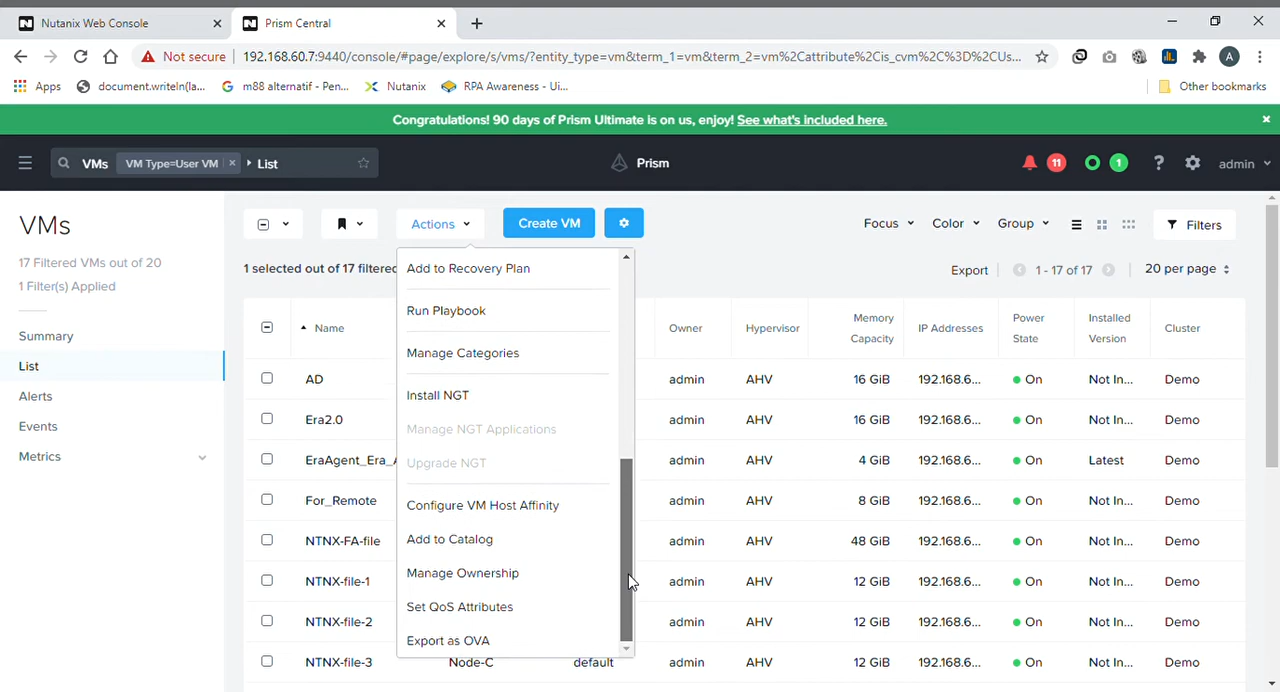 Nutanix Web Console
Prism Central
Not secure
192.168.60.7:9440/console/#page/explore/s/vms/?entity_type=vm&term_1=vm&term_2=vm%2Cattribute%2Cis_cvm%2C%3D%2CUs...
A
Apps
document.writeln(la...
m88 alternatif - Pen...
Nutanix
RPA Awareness - Ui...
Other bookmarks
Congratulations! 90 days of Prism Ultimate is on us, enjoy! See what's included here.
VMs
VM Type=User VM
List
Prism
11
1
?
admin
VMs
17 Filtered VMs out of 20
1 Filter(s) Applied
Summary
List
Alerts
Events
Metrics
Actions
Create VM
Focus
Color
Group
Filters
1 selected out of 17 filtered
Export
1 - 17 of 17
20 per page
Add to Recovery Plan
Run Playbook
Manage Categories
Install NGT
Manage NGT Applications
Upgrade NGT
Configure VM Host Affinity
Add to Catalog
Manage Ownership
Set QoS Attributes
Export as OVA
Name Owner Hypervisor Memory Capacity IP Addresses Power State Installed Version Cluster
AD admin AHV 16 GiB 192.168.6... On Not In... Demo
Era2.0 admin AHV 16 GiB 192.168.6... On Not In... Demo
EraAgent_Era_A admin AHV 4 GiB 192.168.6... On Latest Demo
For_Remote admin AHV 8 GiB 192.168.6... On Not In... Demo
NTNX-FA-file admin AHV 48 GiB 192.168.6... On Not In... Demo
NTNX-file-1 admin AHV 12 GiB 192.168.6... On Not In... Demo
NTNX-file-2 admin AHV 12 GiB 192.168.6... On Not In... Demo
NTNX-file-3 Node-C default admin AHV 12 GiB 192.168.6... On Not In... Demo